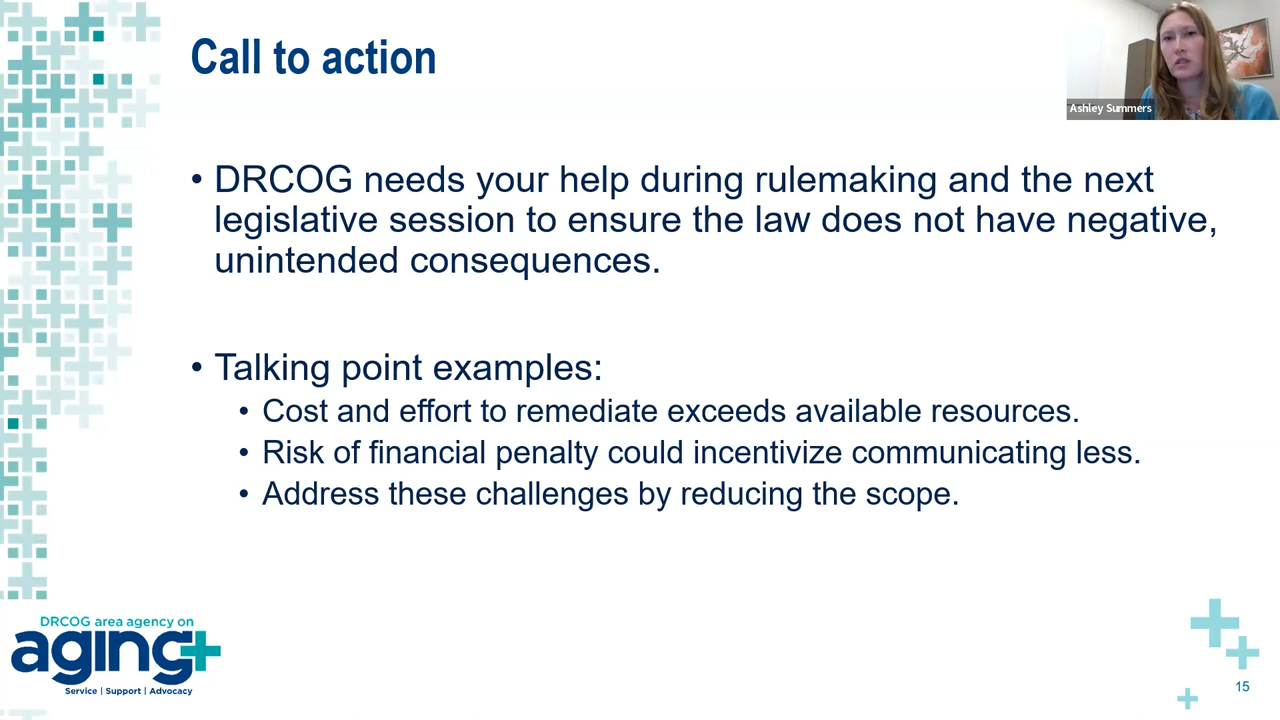 Call to action
Ashley Summers
• DRCOG needs your help during rulemaking and the next
legislative session to ensure the law does not have negative,
unintended consequences.
• Talking point examples:
• Cost and effort to remediate exceeds available resources.
• Risk of financial penalty could incentivize communicating less.
• Address these challenges by reducing the scope.
DRCOG area agency on
aging+
Service | Support | Advocacy
15